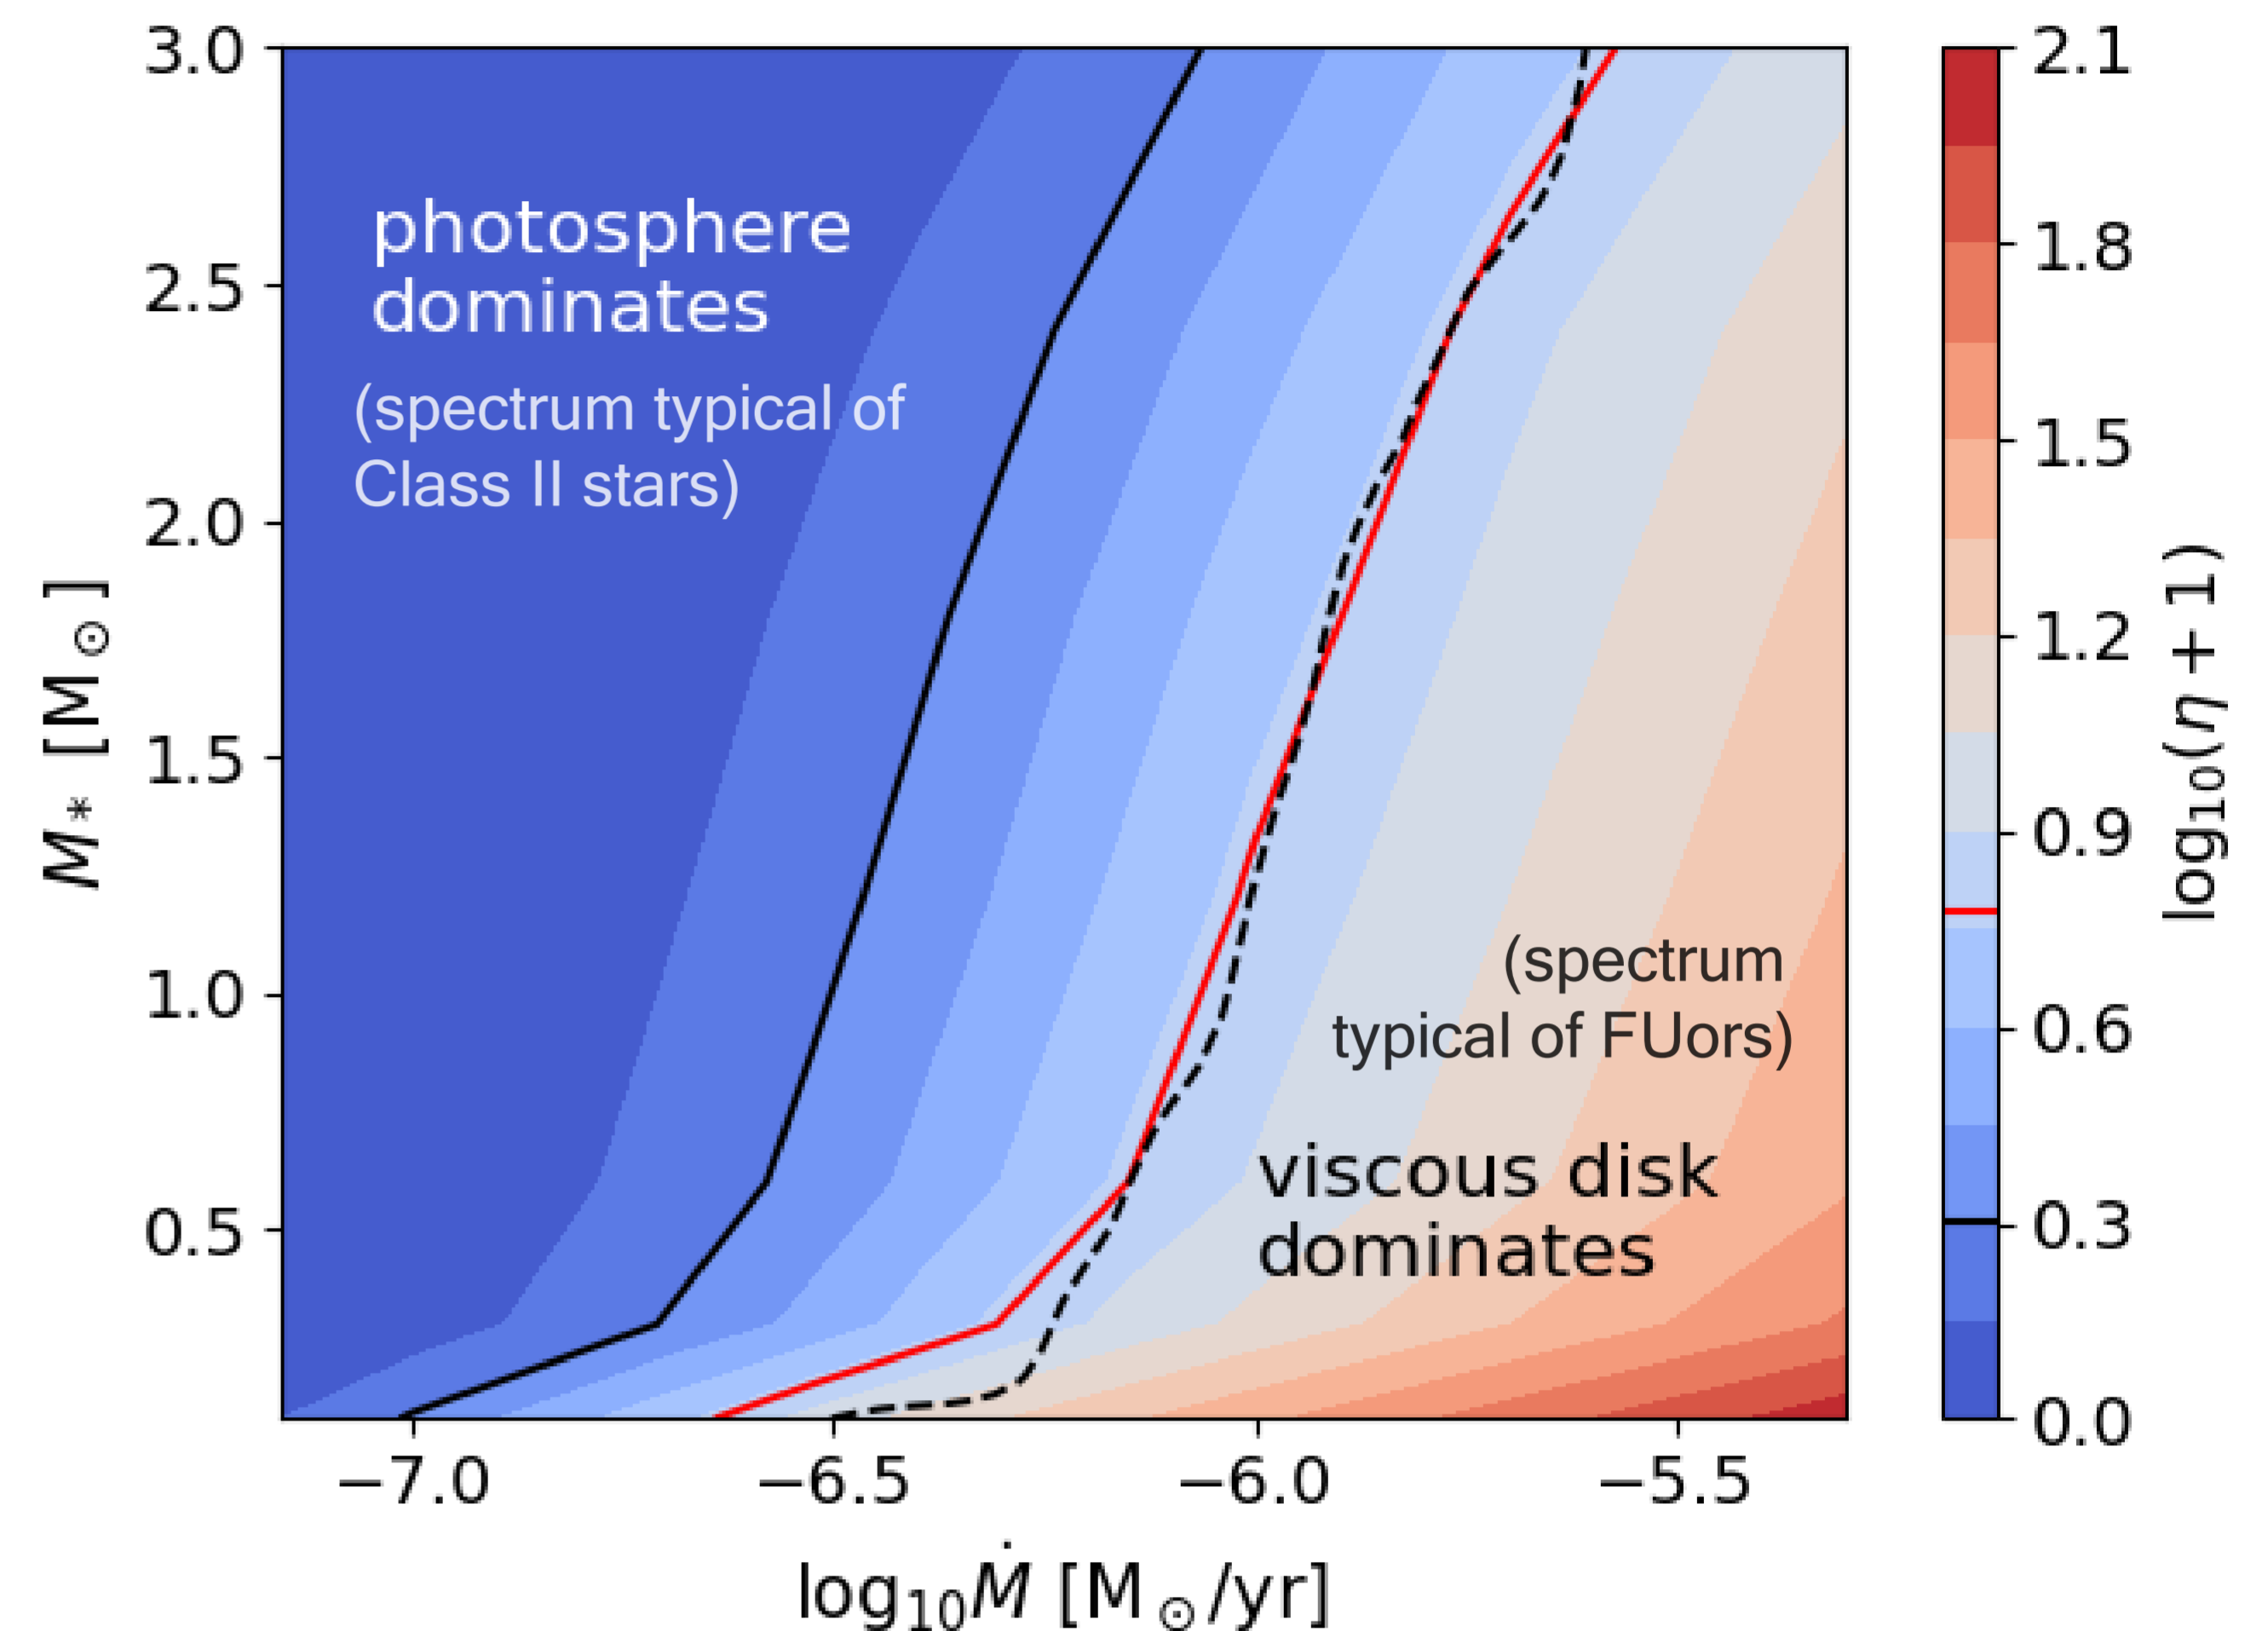 3.0
2.5
2.0
1.5
1.0
0.5
M* [M⊙]
photosphere
dominates
(spectrum typical of
Class II stars)
(spectrum
typical of FUors)
viscous disk
dominates
−7.0
−6.5
−6.0
−5.5
log₁₀Ṁ [M⊙/yr]
2.1
1.8
1.5
1.2
0.9
0.6
0.3
0.0
log₁₀(η + 1)